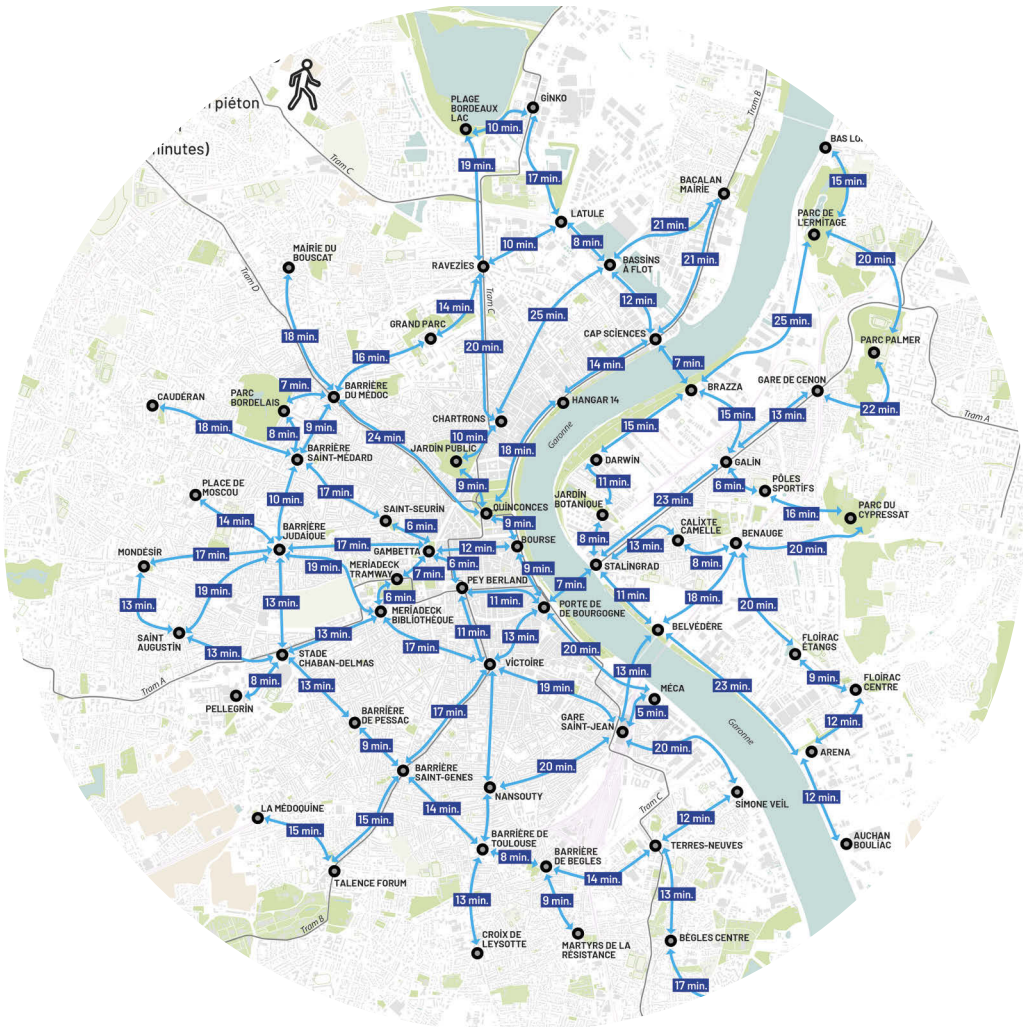 piéton
minutes)
PLAGE
BORDEAUX
LAC
GINKO
10 min.
Tram B
Tram C
19 min.
17 min.
BAS LO
15 min.
BACALAN
MAIRIE
PARC DE
L'ERMITAGE
LATULE
21 min.
10 min.
8 min.
MAIRIE DU
BOUSCAT
RAVEZIES
BASSINS
À FLOT
21 min.
20 min.
Tram D
14 min.
Tram C
25 min.
12 min.
25 min.
GRAND PARC
18 min.
20 min.
CAP SCIENCES
PARC PALMER
16 min.
14 min.
7 min.
GARE DE CENON
7 min.
BARRIÈRE
DU MÉDOC
BRAZZA
CAUDÉRAN
PARC
BORDELAIS
HANGAR 14
22 min.
Tram A
18 min.
8 min.
9 min.
24 min.
CHARTRONS
Garonne
15 min.
15 min.
13 min.
10 min.
18 min.
JARDIN PUBLIC
BARRIÈRE
SAINT-MÉDARD
DARWIN
GALIN
9 min.
11 min.
23 min.
6 min.
PÔLES
SPORTIFS
PLACE DE
MOSCOU
10 min.
17 min.
JARDIN
BOTANIQUE
16 min.
PARC DU
CYPRESSAT
SAINT-SEURIN
QUINCONCES
14 min.
BARRIÈRE
JUDAÏQUE
6 min.
9 min.
8 min.
CALIXTE
CAMELLE
BENAUGE
MONDÉSIR
17 min.
17 min.
GAMBETTA
12 min.
BOURSE
13 min.
20 min.
19 min.
MERIADECK
TRAMWAY
7 min.
6 min.
9 min.
STALINGRAD
8 min.
19 min.
PEY BERLAND
7 min.
6 min.
11 min.
13 min.
13 min.
MERIADECK
BIBLIOTHÈQUE
PORTE DE
DE BOURGOGNE
11 min.
18 min.
BELVÉDÈRE
20 min.
SAINT
AUGUSTIN
13 min.
13 min.
17 min.
11 min.
13 min.
20 min.
FLOIRAC
ÉTANGS
STADE
CHABAN-DELMAS
VICTOIRE
13 min.
23 min.
9 min.
FLOIRAC
CENTRE
Tram A
8 min.
13 min.
19 min.
MÉCA
PELLEGRIN
17 min.
5 min.
BARRIÈRE
DE PESSAC
GARE
SAINT-JEAN
Garonne
12 min.
9 min.
20 min.
20 min.
ARENA
BARRIÈRE
SAINT-GENES
NANSOUTY
Tram C
SIMONE VEIL
12 min.
LA MÉDOQUINE
14 min.
12 min.
15 min.
15 min.
BARRIÈRE DE
TOULOUSE
8 min.
BARRIÈRE
DE BEGLES
TERRES-NEUVES
AUCHAN
BOULIAC
TALENCE FORUM
14 min.
13 min.
9 min.
13 min.
Tram B
CROIX DE
LEYSOTTE
MARTYRS DE LA
RÉSISTANCE
BÈGLES CENTRE
17 min.